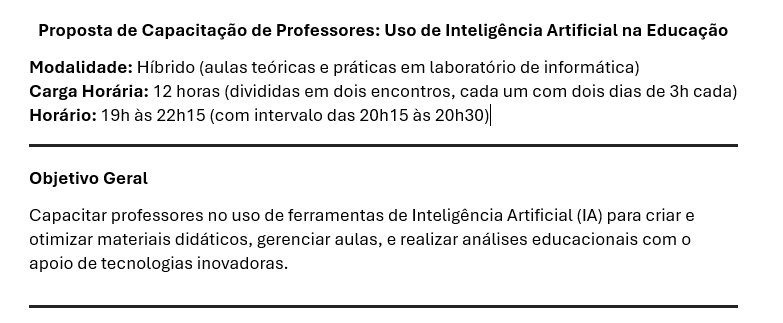 Proposta de Capacitação de Professores: Uso de Inteligência Artificial na Educação
Modalidade: Híbrido (aulas teóricas e práticas em laboratório de informática)
Carga Horária: 12 horas (divididas em dois encontros, cada um com dois dias de 3h cada)
Horário: 19h às 22h15 (com intervalo das 20h15 às 20h30)
Objetivo Geral
Capacitar professores no uso de ferramentas de Inteligência Artificial (IA) para criar e
otimizar materiais didáticos, gerenciar aulas, e realizar análises educacionais com o
apoio de tecnologias inovadoras.